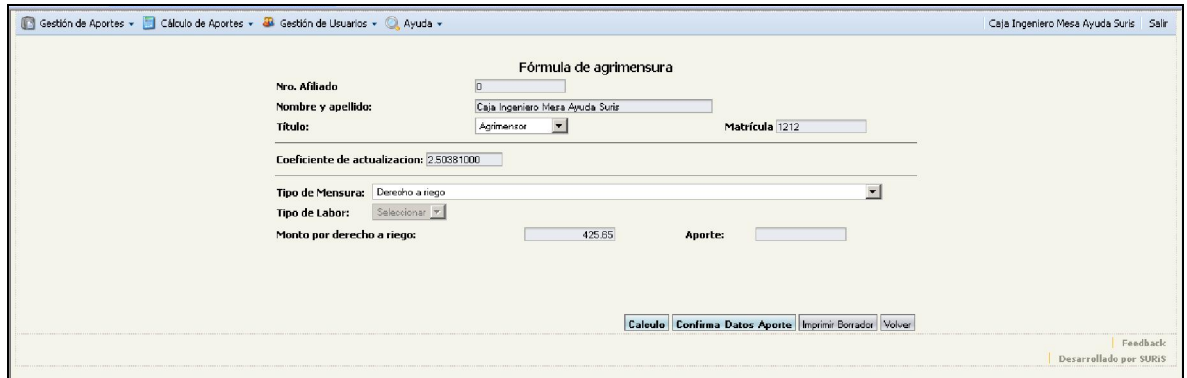 Gestión de Aportes Cálculo de Aportes Gestión de Usuarios Ayuda Caja Ingeniero Mesa Ayuda Suris Salir
Fórmula de agrimensura
Nro. Afiliado 0
Nombre y apellido: Caja Ingeniero Mesa Ayuda Suris
Título: Agrimensor Matrícula 1212
Coeficiente de actualizacion: 2.50381000
Tipo de Mensura: Derecho a riego
Tipo de Labor: Seleccionar
Monto por derecho a riego: 425.65 Aporte:
Calculo Confirma Datos Aporte Imprimir Borrador Volver
Feedback
Desarrollado por SURiS